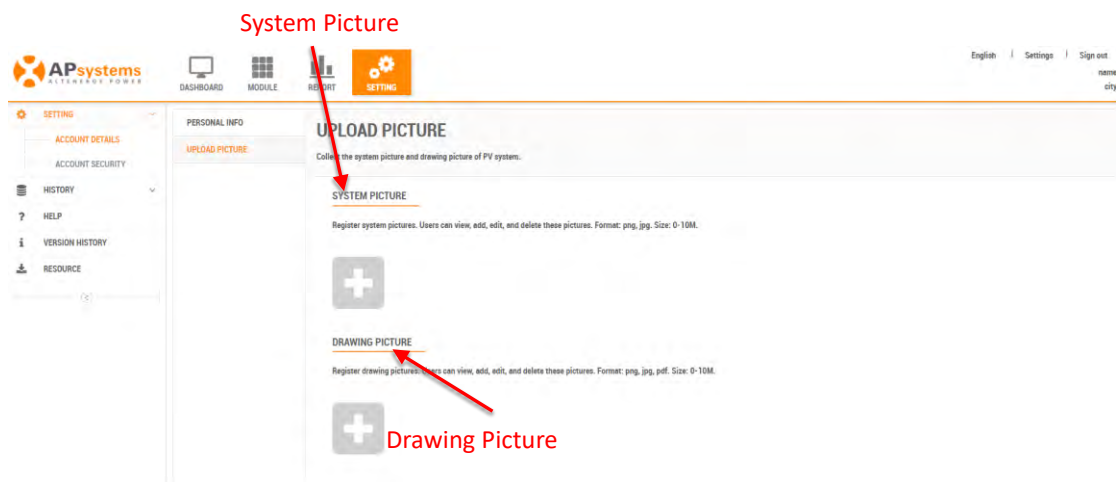 System Picture
APsystems
ALTENERGY POWER
DASHBOARD
MODULE
REPORT
SETTING
English | Settings | Sign out
name
city
SETTING
ACCOUNT DETAILS
ACCOUNT SECURITY
HISTORY
HELP
VERSION HISTORY
RESOURCE
PERSONAL INFO
UPLOAD PICTURE
UPLOAD PICTURE
Collect the system picture and drawing picture of PV system.
SYSTEM PICTURE
Register system pictures. Users can view, add, edit, and delete these pictures. Format: png, jpg. Size: 0-10M.
DRAWING PICTURE
Register drawing pictures. Users can view, add, edit, and delete these pictures. Format: png, jpg, pdf. Size: 0-10M.
Drawing Picture